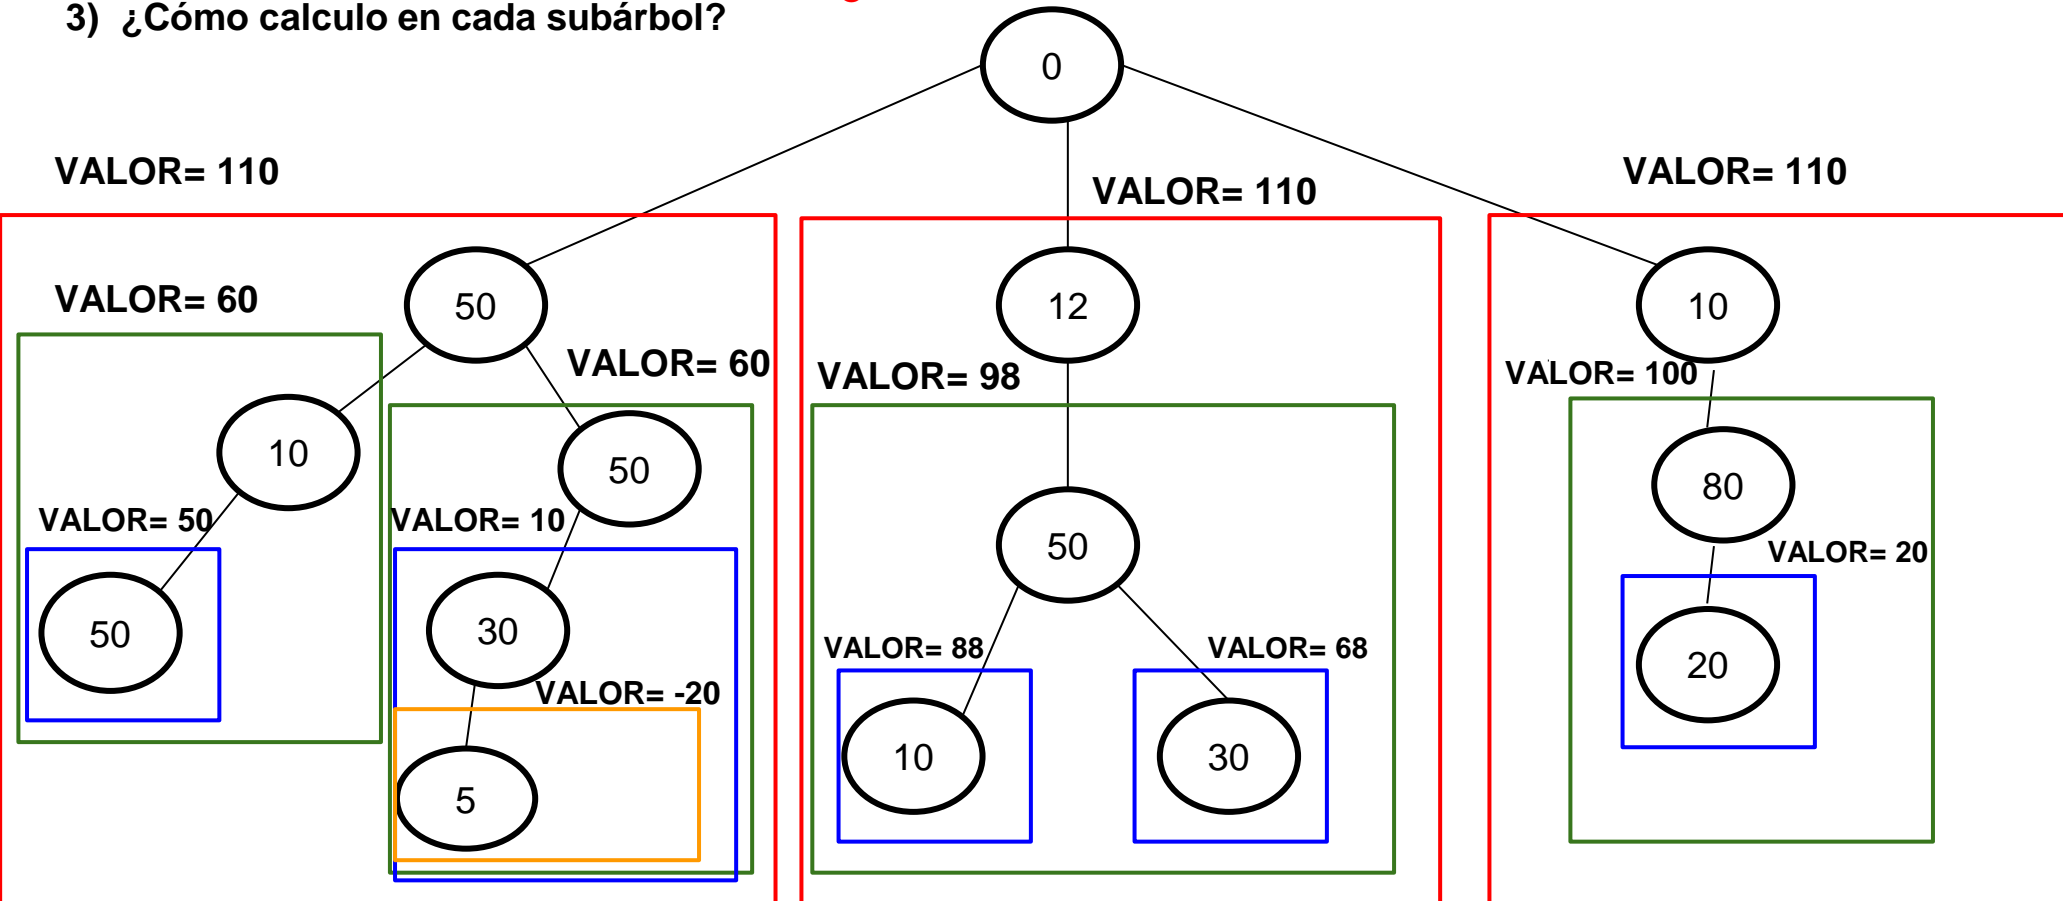 3) ¿Cómo calculo en cada subárbol?
0
VALOR= 110
VALOR= 110
VALOR= 110
50
12
10
VALOR= 60
VALOR= 60
VALOR= 98
VALOR= 100
10
50
80
50
VALOR= 50
VALOR= 10
VALOR= 20
50
30
VALOR= 88
VALOR= 68
20
VALOR= -20
5
10
30